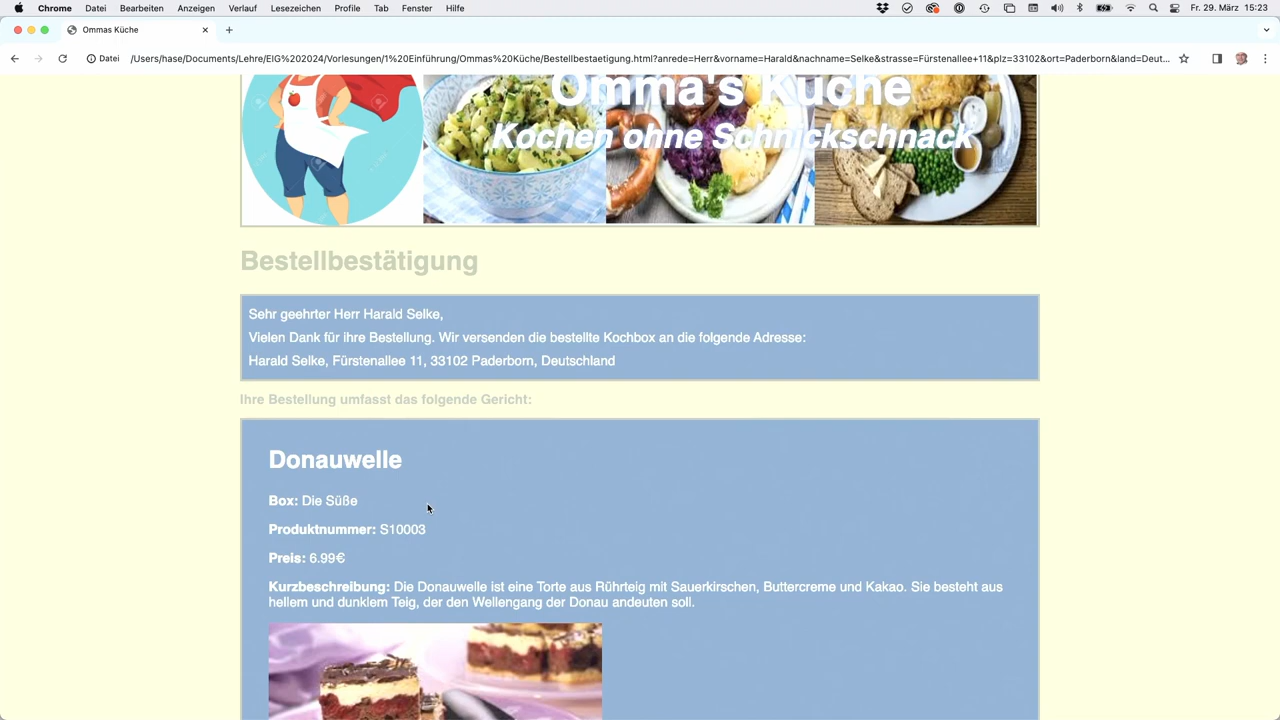 Chrome Datei Bearbeiten Anzeigen Verlauf Lesezeichen Profile Tab Fenster Hilfe Fr. 29. März 15:23
Ommas Küche
Datei /Users/hase/Documents/Lehre/EIG%202024/Vorlesungen/1%20Einführung/Ommas%20Küche/Bestellbestaetigung.html?anrede=Herr&vorname=Harald&nachname=Selke&strasse=Fürstenallee+11&plz=33102&ort=Paderborn&land=Deut...
Omma's Küche
Kochen ohne Schnickschnack
Bestellbestätigung
Sehr geehrter Herr Harald Selke,
Vielen Dank für ihre Bestellung. Wir versenden die bestellte Kochbox an die folgende Adresse:
Harald Selke, Fürstenallee 11, 33102 Paderborn, Deutschland
Ihre Bestellung umfasst das folgende Gericht:
Donauwelle
Box: Die Süße
Produktnummer: S10003
Preis: 6.99€
Kurzbeschreibung: Die Donauwelle ist eine Torte aus Rührteig mit Sauerkirschen, Buttercreme und Kakao. Sie besteht aus
hellem und dunklem Teig, der den Wellengang der Donau andeuten soll.